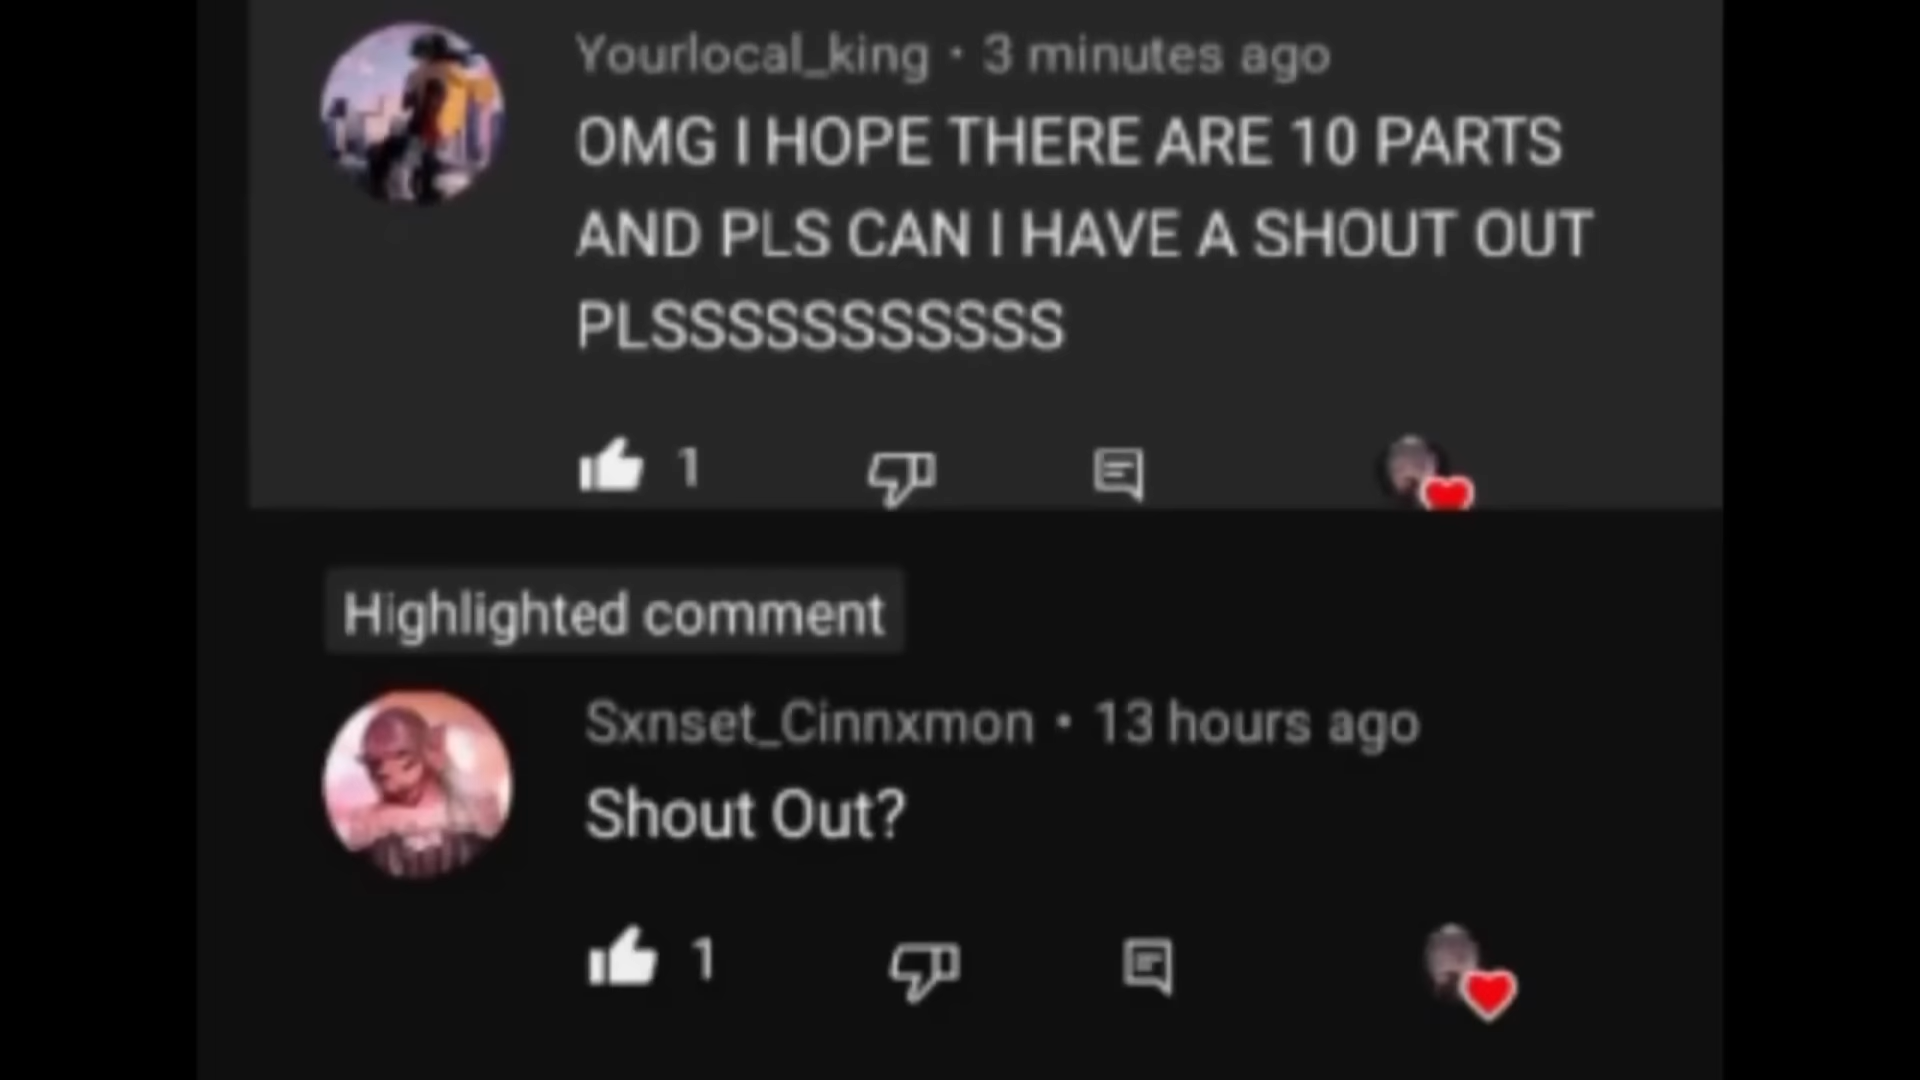 Yourlocal_king • 3 minutes ago
OMG I HOPE THERE ARE 10 PARTS
AND PLS CAN I HAVE A SHOUT OUT
PLSSSSSSSSSSS
1
Highlighted comment
Sxnset_Cinnxmon • 13 hours ago
Shout Out?
1